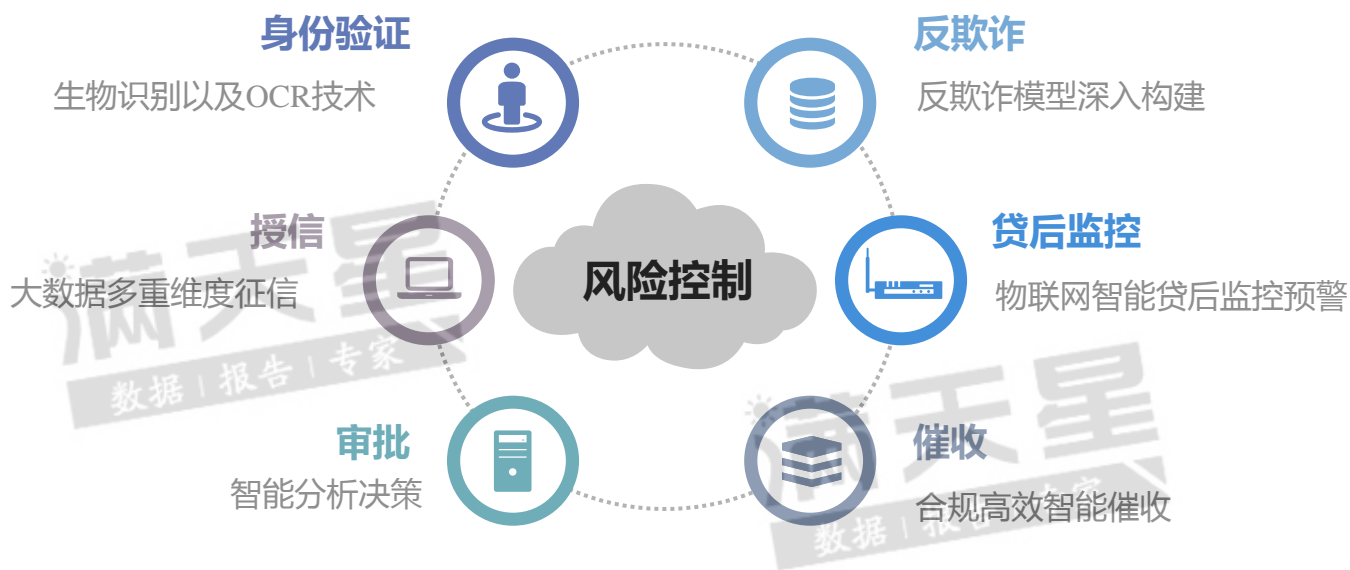 身份验证
生物识别以及OCR技术
反欺诈
反欺诈模型深入构建
授信
大数据多重维度征信
风险控制
贷后监控
物联网智能贷后监控预警
审批
智能分析决策
催收
合规高效智能催收
满天星
数据 | 报告 | 专家
满天星
数据 | 报告 | 专家